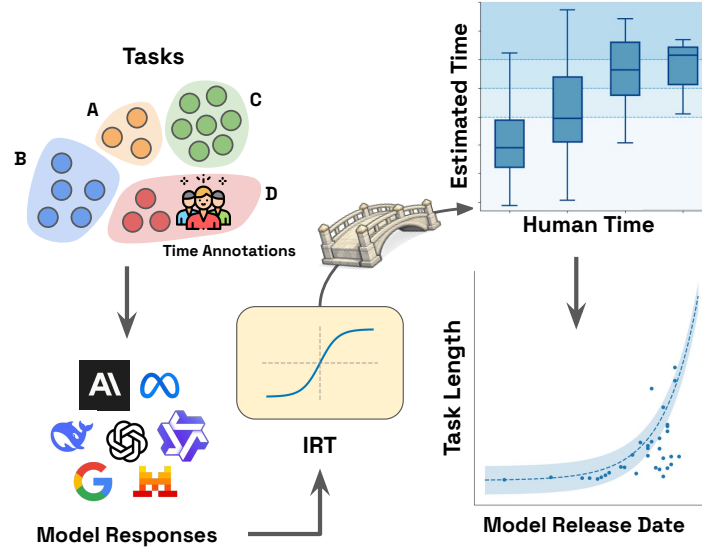 Tasks
A
C
B
D
Time Annotations
Estimated Time
Human Time
IRT
Task Length
Model Responses
Model Release Date